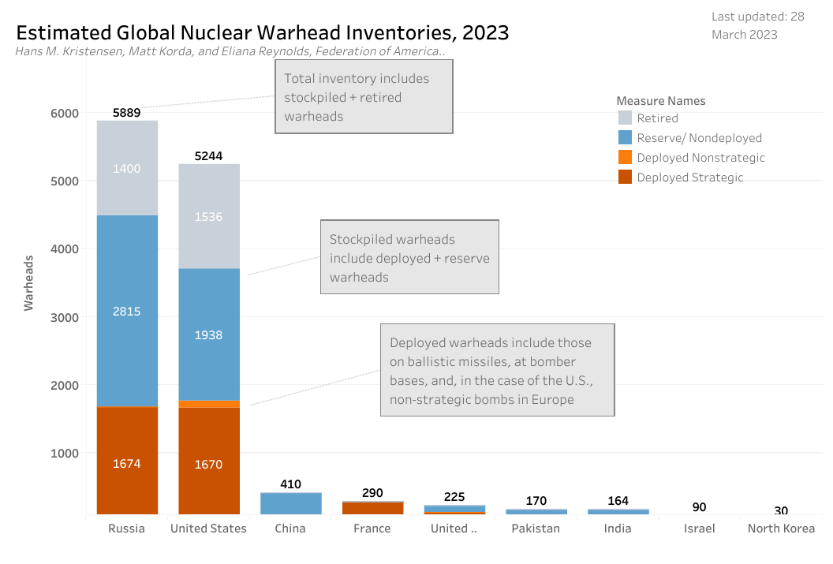 Last updated: 28
March 2023
Estimated Global Nuclear Warhead Inventories, 2023
Hans M. Kristensen, Matt Korda, and Eliana Reynolds, Federation of America..
Total inventory includes
stockpiled + retired
warheads
Measure Names
Retired
Reserve/ Nondeployed
Deployed Nonstrategic
Deployed Strategic
Stockpiled warheads
include deployed + reserve
warheads
Deployed warheads include those
on ballistic missiles, at bomber
bases, and, in the case of the U.S.,
non-strategic bombs in Europe
Warheads
6000
5000
4000
3000
2000
1000
5889
1400
2815
1674
5244
1536
1938
1670
410
290
225
170
164
90
30
Russia
United States
China
France
United ..
Pakistan
India
Israel
North Korea